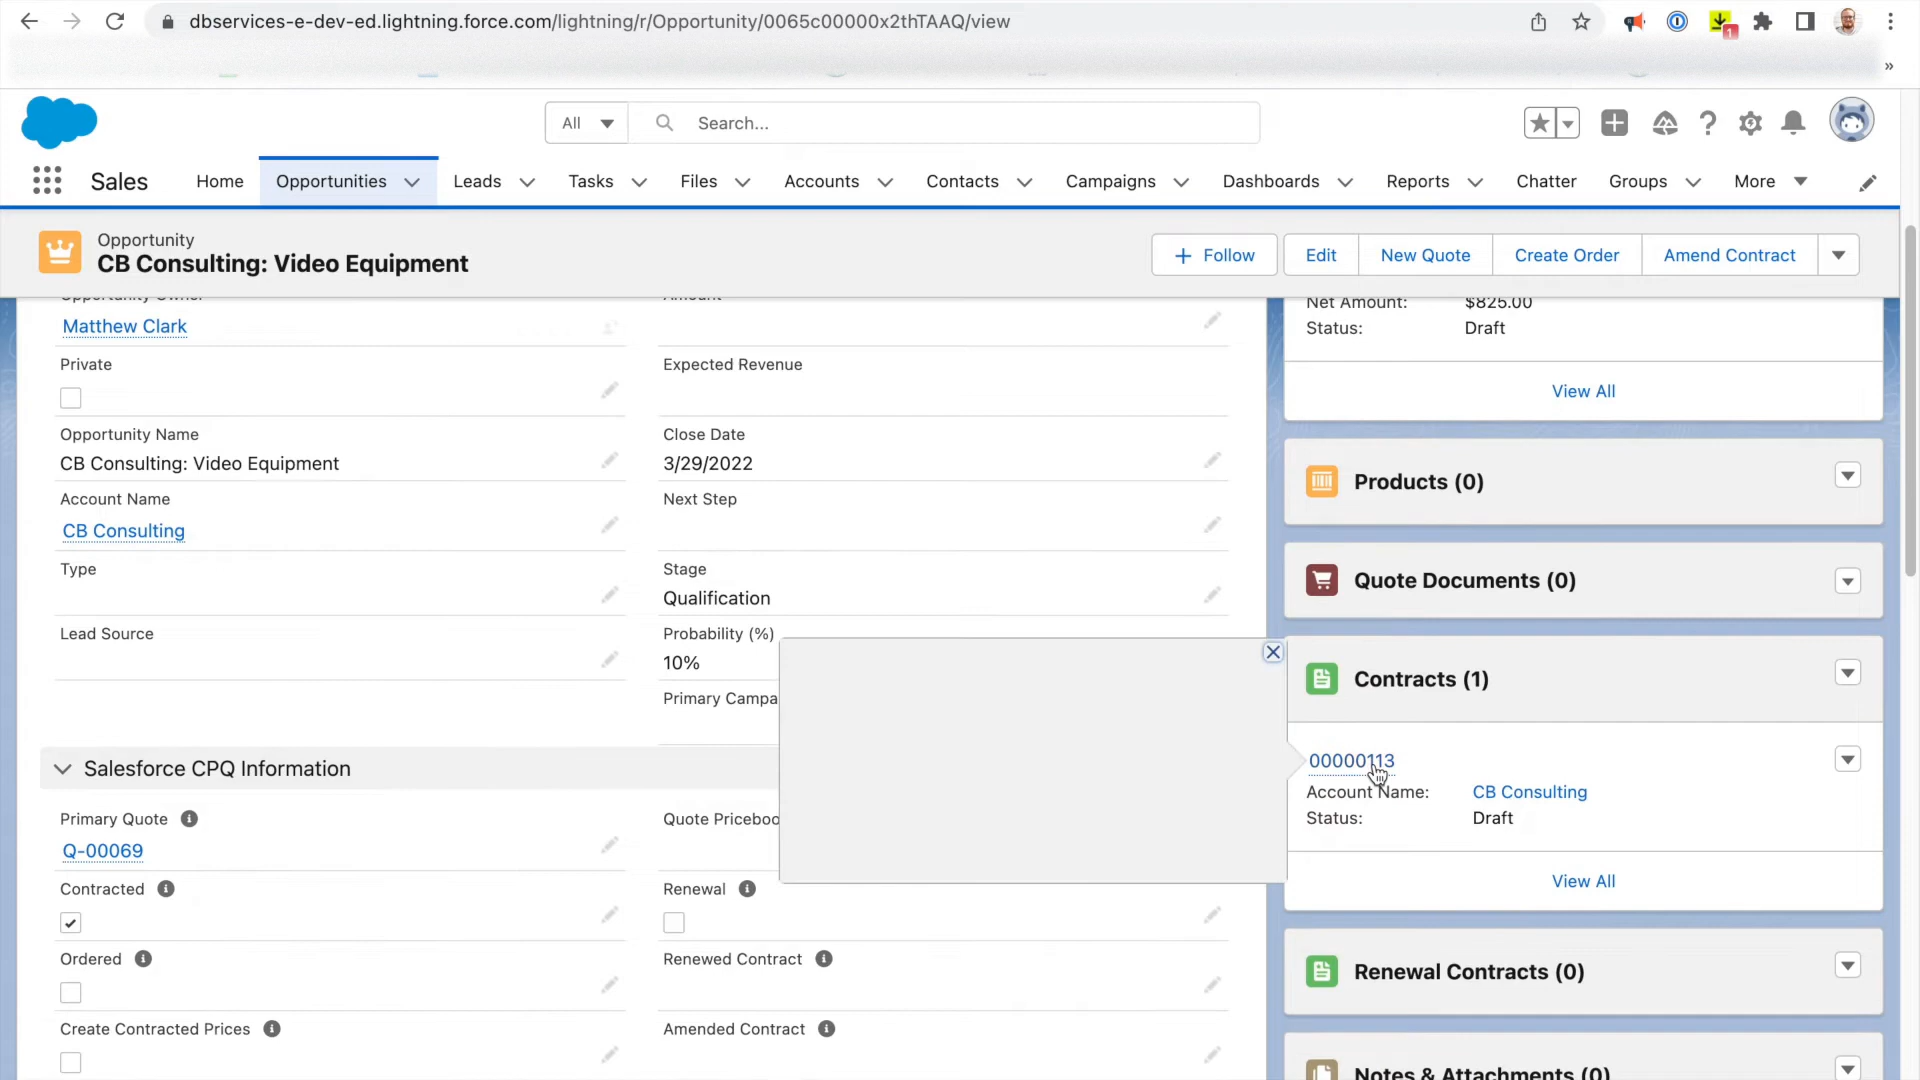 dbservices-e-dev-ed.lightning.force.com/lightning/r/Opportunity/0065c00000x2thTAAQ/view
1
»
All
Search...
Sales
Home
Opportunities
Leads
Tasks
Files
Accounts
Contacts
Campaigns
Dashboards
Reports
Chatter
Groups
More
Opportunity
CB Consulting: Video Equipment
+ Follow
Edit
New Quote
Create Order
Amend Contract
Opportunity Owner
Matthew Clark
Private
Opportunity Name
CB Consulting: Video Equipment
Account Name
CB Consulting
Type
Lead Source
Amount
Expected Revenue
Close Date
3/29/2022
Next Step
Stage
Qualification
Probability (%)
10%
Primary Campa
Salesforce CPQ Information
Primary Quote
Q-00069
Contracted
Ordered
Create Contracted Prices
Quote Priceboo
Renewal
Renewed Contract
Amended Contract
Net Amount: $825.00
Status: Draft
View All
Products (0)
Quote Documents (0)
Contracts (1)
00000113
Account Name: CB Consulting
Status: Draft
View All
Renewal Contracts (0)
Notes & Attachments (0)